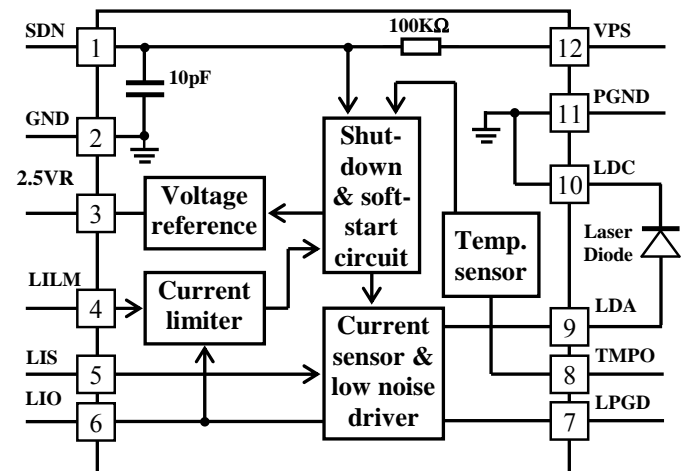 SDN
1
100KΩ
12
VPS
10pF
GND
2
11
PGND
Shut-
down
& soft-
start
circuit
2.5VR
3
Voltage
reference
10
LDC
Temp.
sensor
Laser
Diode
LILM
4
Current
limiter
Current
sensor &
low noise
driver
9
LDA
LIS
5
8
TMPO
LIO
6
7
LPGD